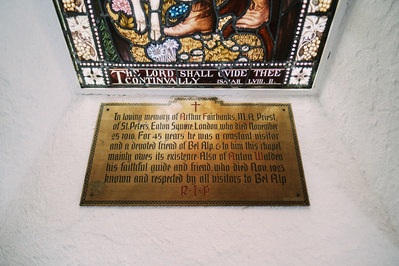 THY LORD SHALL GUIDE THEE
CONTINUALLY ISAIAH LVIII. II.
In loving memory of Arthur Fairbanks, M.A. Priest,
of St. Peter's, Eaton Square, London, who died November
25 1916. For 45 years he was a constant visitor
and a devoted friend of Bel Alp, & to him this chapel
mainly owes its existence. Also of Anton Walden
his faithful guide and friend, who died Nov. 1923
known and respected by all visitors to Bel Alp
R·I·P